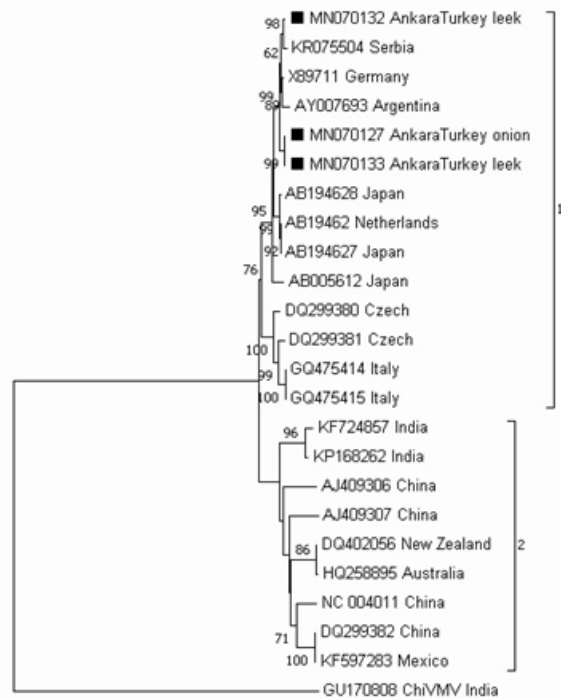 98
MN070132 AnkaraTurkey leek
62
KR075504 Serbia
X89711 Germany
99
89
AY007693 Argentina
MN070127 AnkaraTurkey onion
99
MN070133 AnkaraTurkey leek
AB194628 Japan
95
AB19462 Netherlands
1
92
AB194627 Japan
76
AB005612 Japan
DQ299380 Czech
DQ299381 Czech
100
GQ475414 Italy
99
100
GQ475415 Italy
KF724857 India
96
KP168262 India
AJ409306 China
AJ409307 China
DQ402056 New Zealand
86
2
HQ258895 Australia
NC 004011 China
DQ299382 China
71
100
KF597283 Mexico
GU170808 ChiVMV India